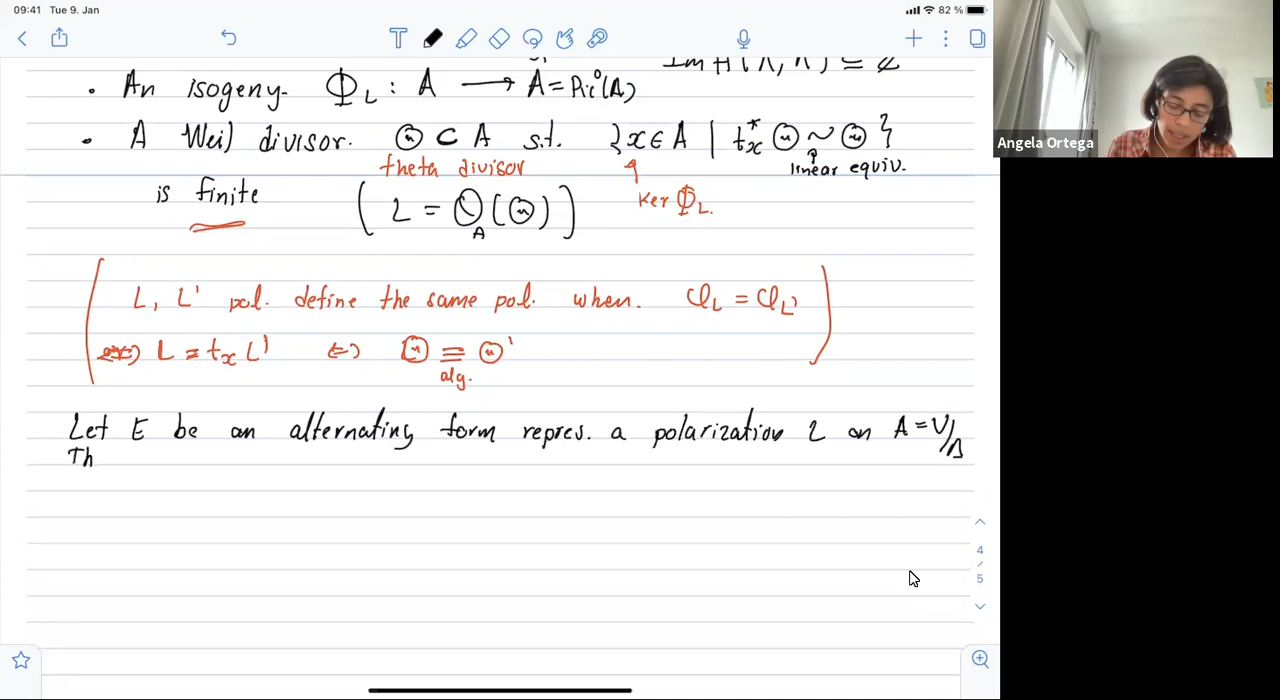 09:41 Tue 9. Jan
82 %
Im H(Λ, Λ) ⊆ ℤ
• An isogeny. Φ_L : A ⟶ Â = Pic⁰(A)
• A Weil divisor. Θ ⊂ A s.t. {x ∈ A | t_x^* Θ ~ Θ}
theta divisor
linear equiv.
is finite ( L = O_A(Θ) )
ker Φ_L.
L, L' pol. define the same pol. when. φ_L = φ_L'
L = t_x L' ⇔ Θ ≡ Θ'
alg.
Let E be an alternating form repres. a polarization L on A = V/Λ
Th
4
/
5
Angela Ortega